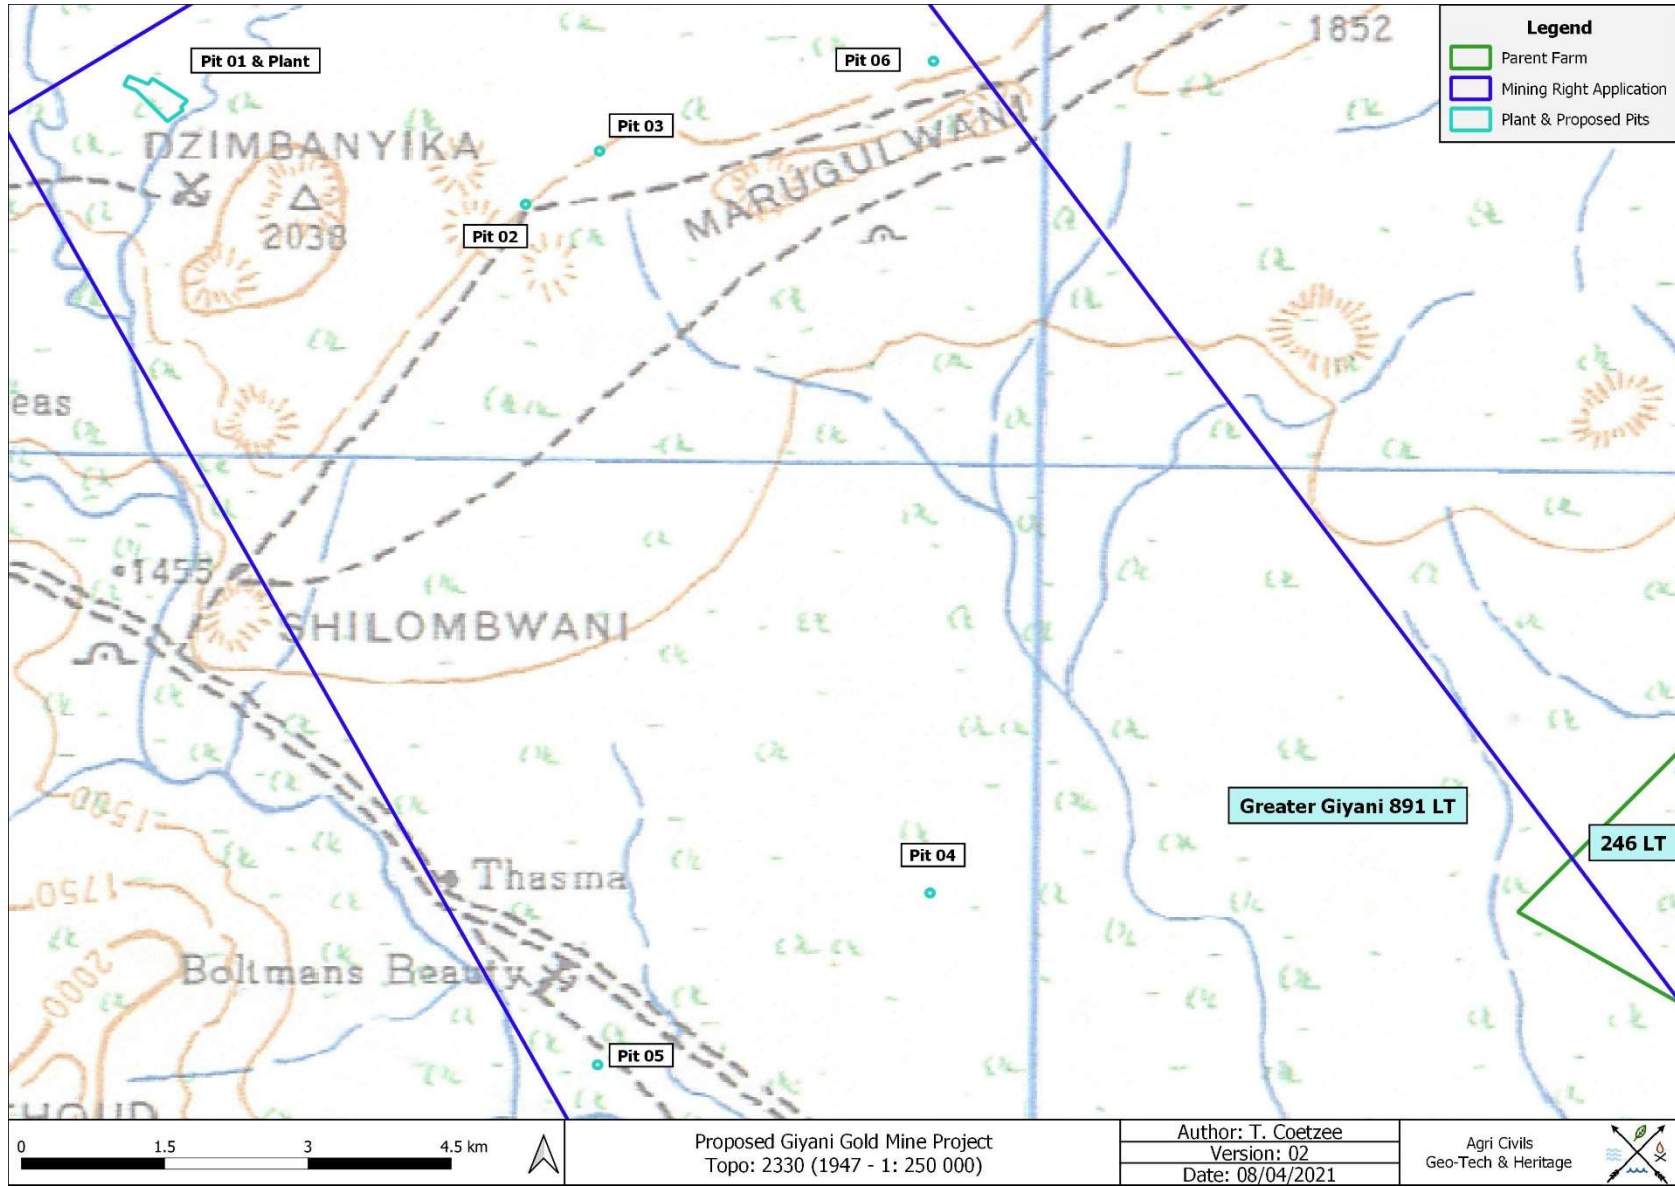 Legend
Parent Farm
Mining Right Application
Plant & Proposed Pits
1852
Pit 01 & Plant
Pit 06
Pit 03
DZIMBANYIKA
MARUGULWANI
2038
Pit 02
eas
1455
SHILOMBWANI
1500
Greater Giyani 891 LT
246 LT
Pit 04
Thasma
1750
Boltmans Beauty
2000
Pit 05
0 1.5 3 4.5 km
Proposed Giyani Gold Mine Project
Topo: 2330 (1947 - 1: 250 000)
Author: T. Coetzee
Version: 02
Date: 08/04/2021
Agri Civils
Geo-Tech & Heritage